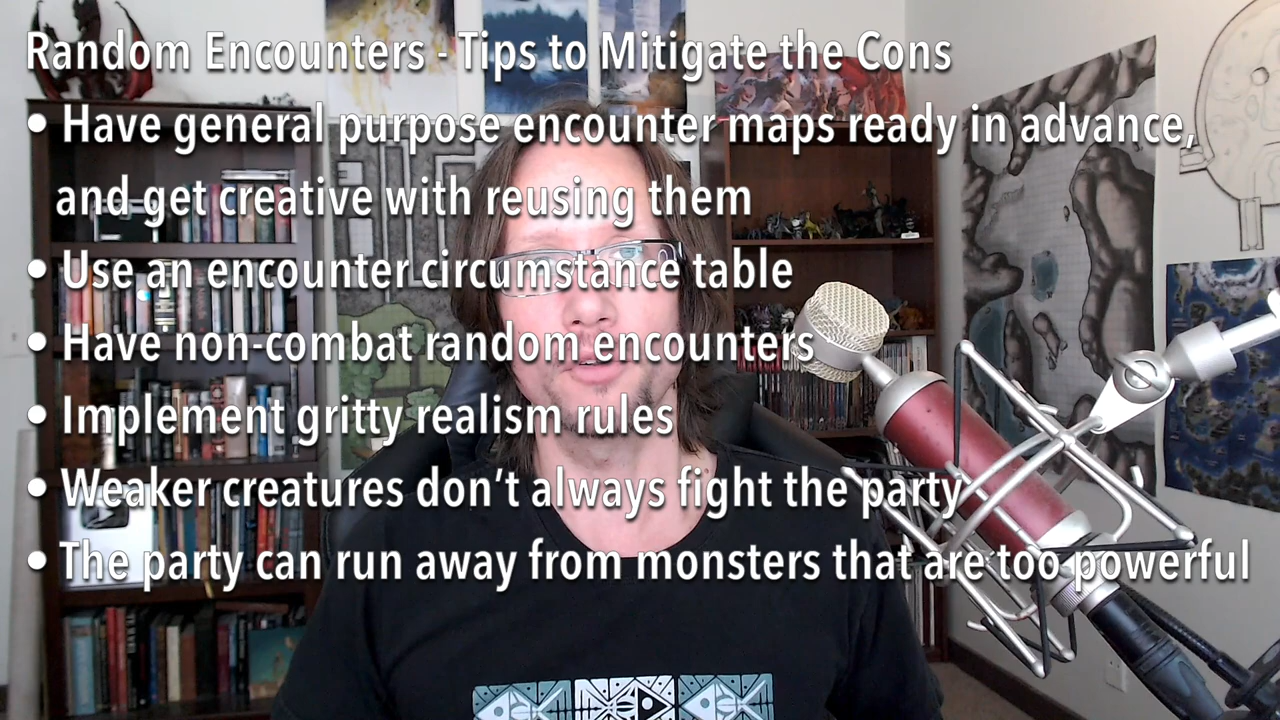 Random Encounters - Tips to Mitigate the Cons
• Have general purpose encounter maps ready in advance,
and get creative with reusing them
• Use an encounter circumstance table
• Have non-combat random encounters
• Implement gritty realism rules
• Weaker creatures don’t always fight the party
• The party can run away from monsters that are too powerful